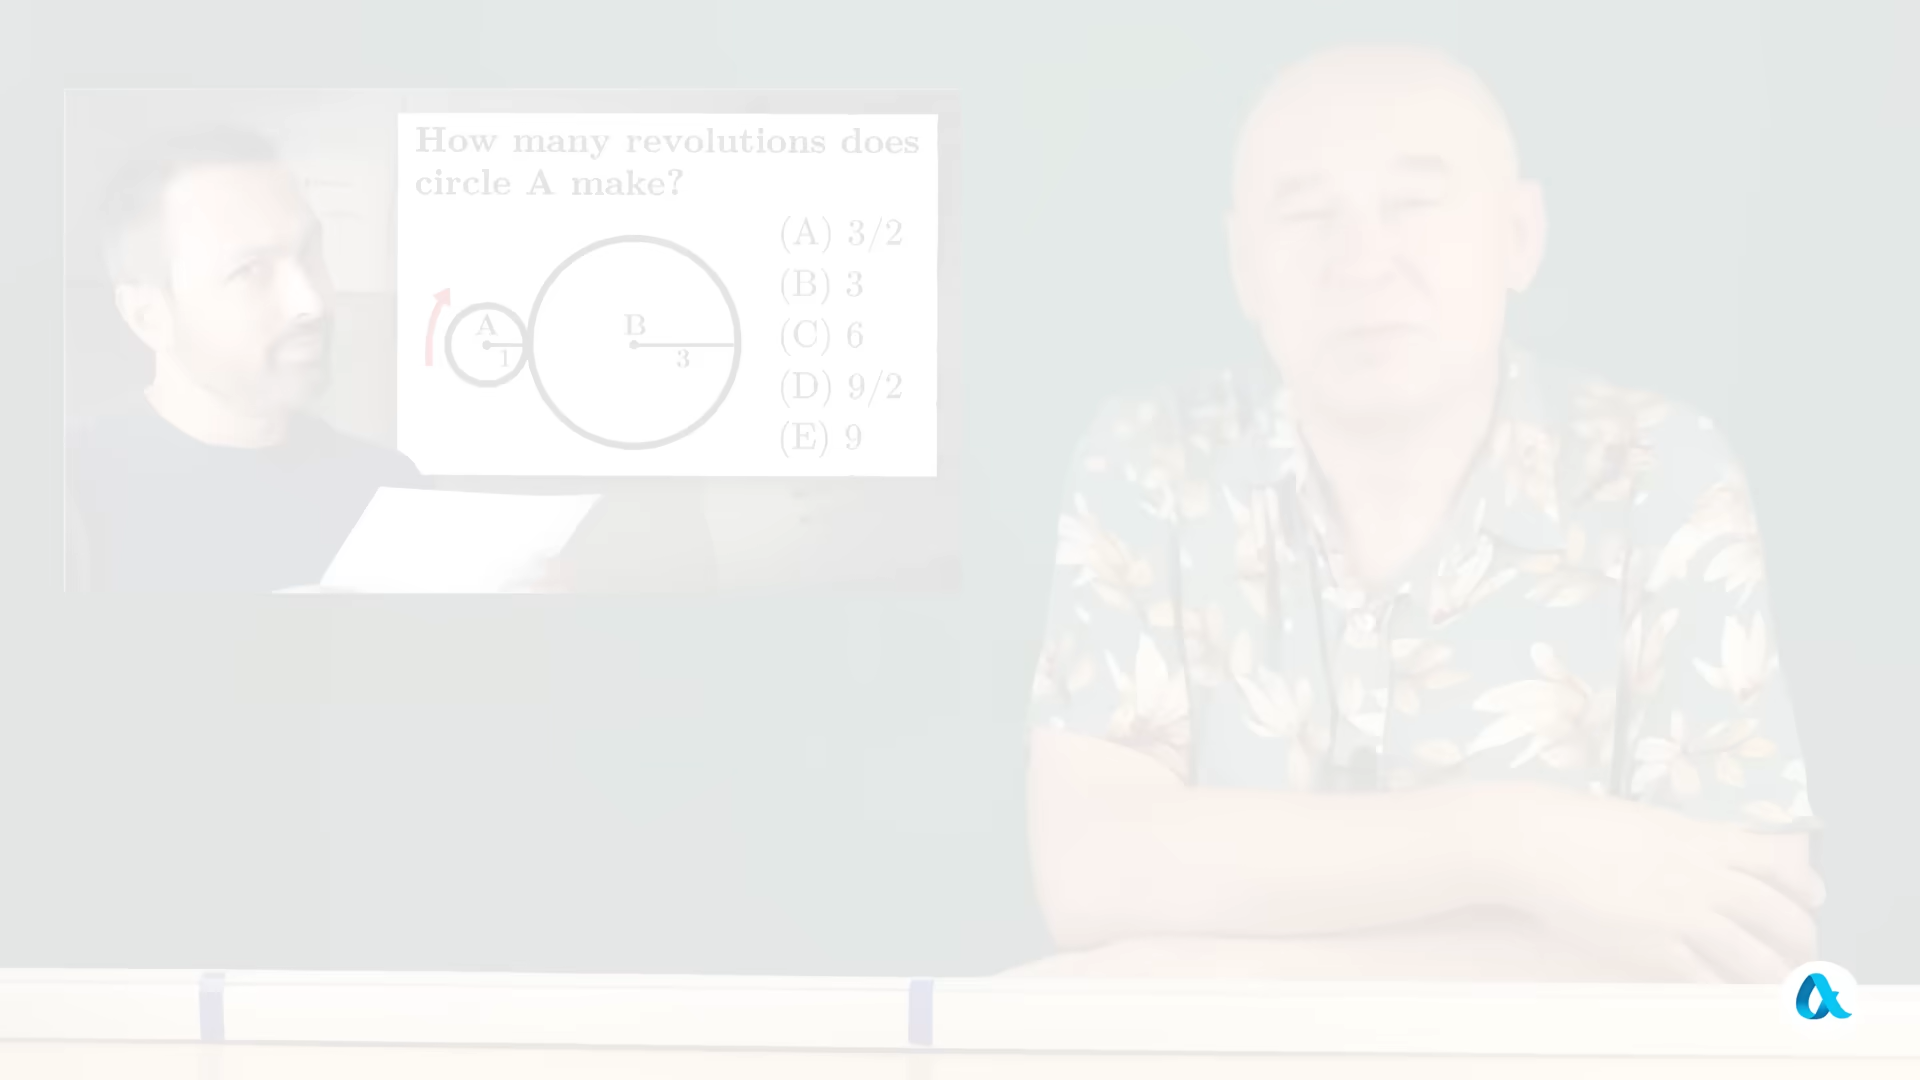 How many revolutions does
circle A make?
(A) 3/2
(B) 3
(C) 6
(D) 9/2
(E) 9
A
1
B
3